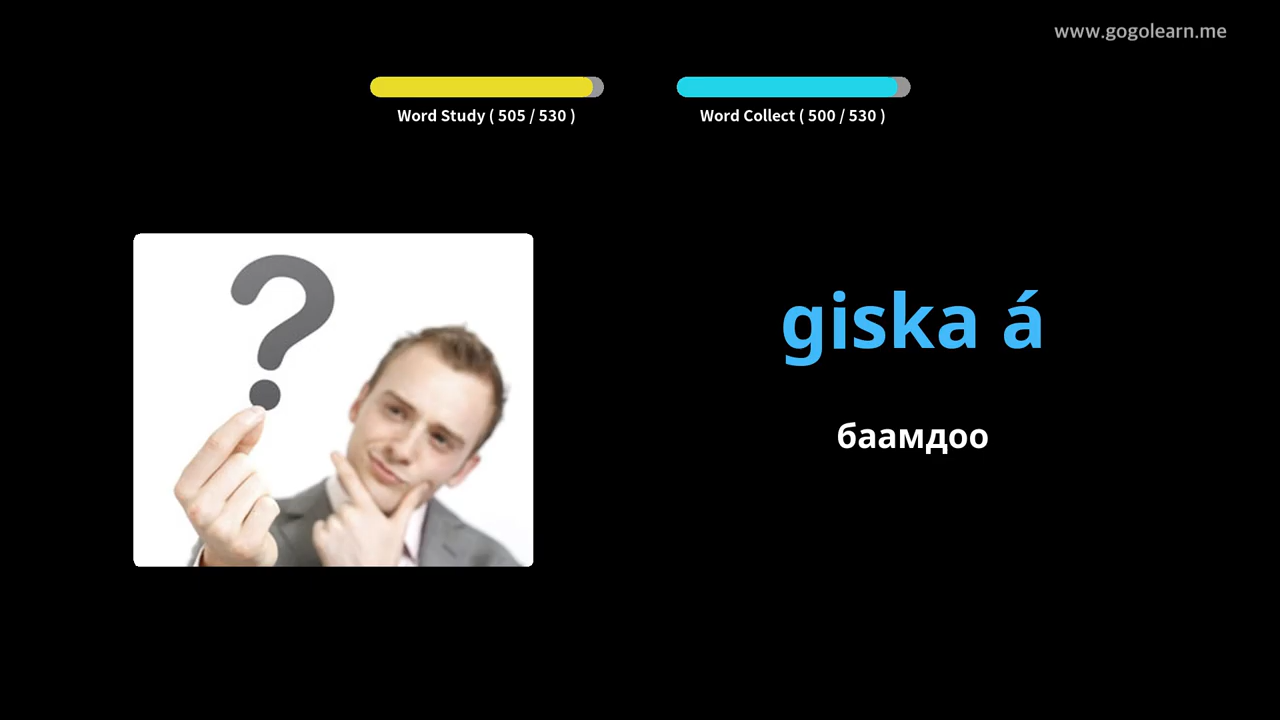 www.gogolearn.me
Word Study ( 505 / 530 )
Word Collect ( 500 / 530 )
giska á
баамдоо